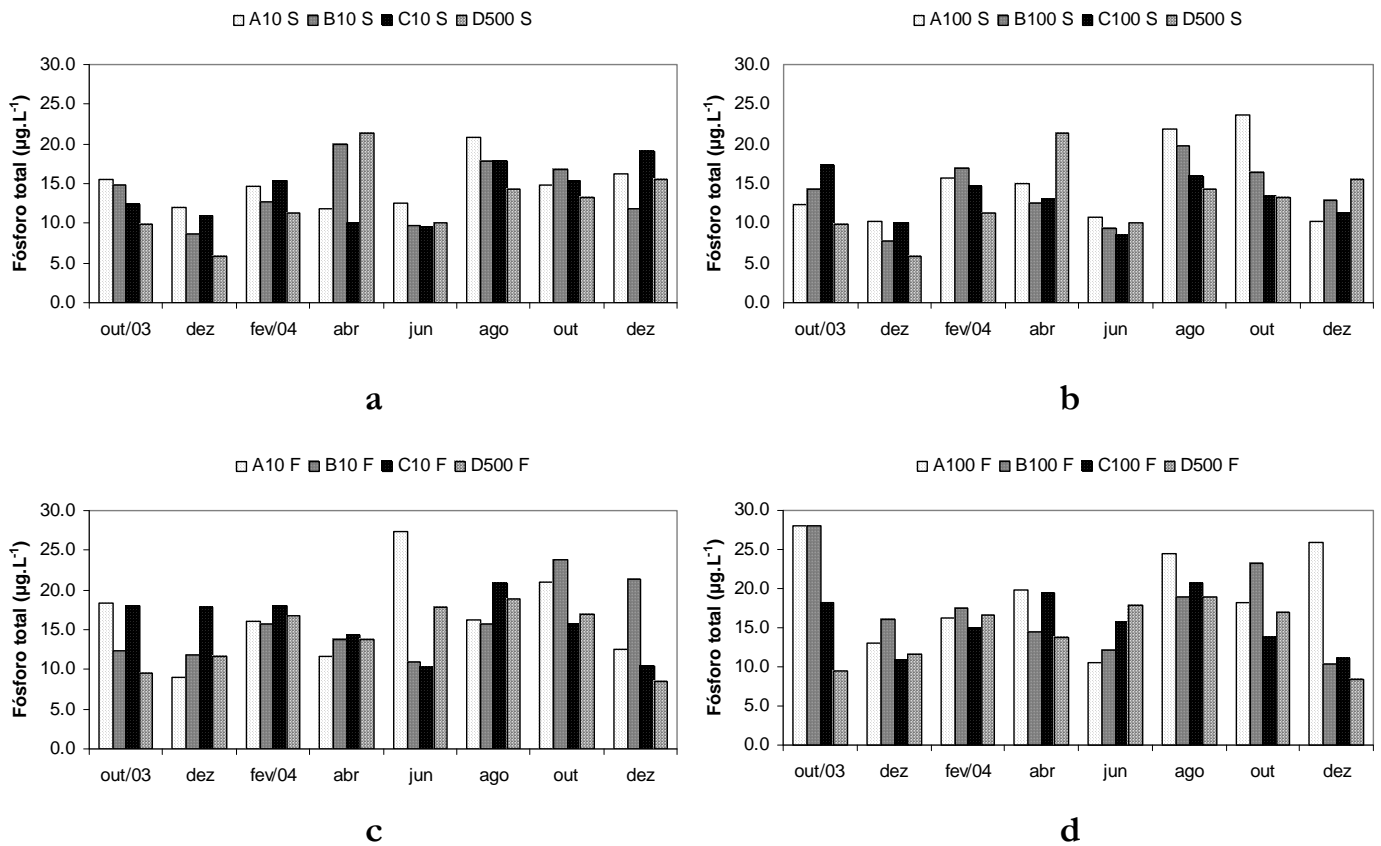 A10 S B10 S C10 S D500 S
Fósforo total (µg.L⁻¹)
30.0
25.0
20.0
15.0
10.0
5.0
0.0
out/03 dez fev/04 abr jun ago out dez
a
A100 S B100 S C100 S D500 S
Fósforo total (µg.L⁻¹)
30.0
25.0
20.0
15.0
10.0
5.0
0.0
out/03 dez fev/04 abr jun ago out dez
b
A10 F B10 F C10 F D500 F
Fósforo total (µg.L⁻¹)
30.0
25.0
20.0
15.0
10.0
5.0
0.0
out/03 dez fev/04 abr jun ago out dez
c
A100 F B100 F C100 F D500 F
Fósforo total (µg.L⁻¹)
30.0
25.0
20.0
15.0
10.0
5.0
0.0
out/03 dez fev/04 abr jun ago out dez
d